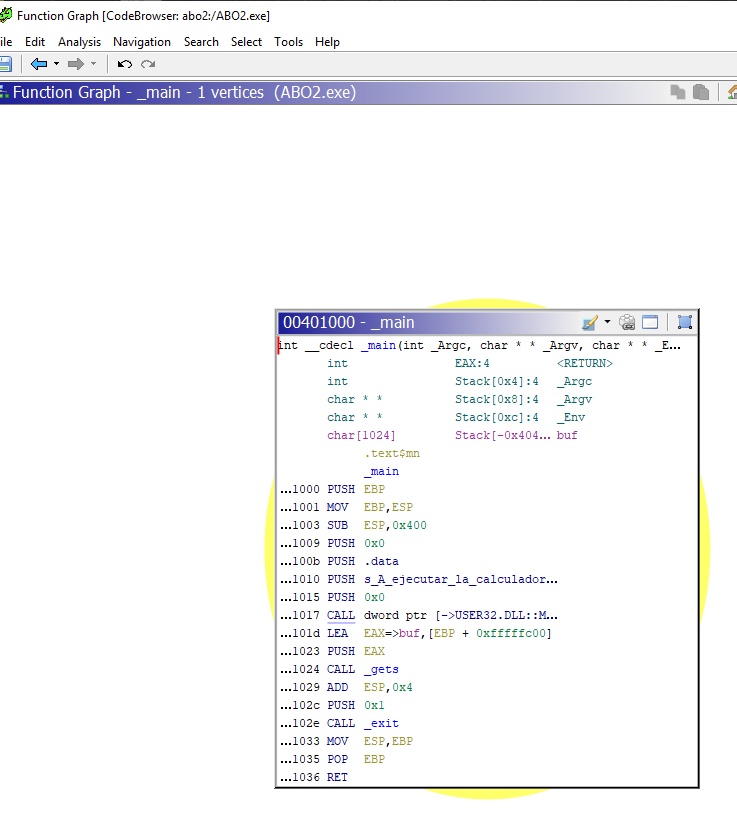 Function Graph [CodeBrowser: abo2:/ABO2.exe]
ile Edit Analysis Navigation Search Select Tools Help
Function Graph - _main - 1 vertices (ABO2.exe)
00401000 - _main
int __cdecl _main(int _Argc, char * * _Argv, char * * _E...
int EAX:4 <RETURN>
int Stack[0x4]:4 _Argc
char * * Stack[0x8]:4 _Argv
char * * Stack[0xc]:4 _Env
char[1024] Stack[-0x404... buf
.text$mn
_main
...1000 PUSH EBP
...1001 MOV EBP,ESP
...1003 SUB ESP,0x400
...1009 PUSH 0x0
...100b PUSH .data
...1010 PUSH s_A_ejecutar_la_calculador...
...1015 PUSH 0x0
...1017 CALL dword ptr [->USER32.DLL::M...
...101d LEA EAX=>buf,[EBP + 0xfffffc00]
...1023 PUSH EAX
...1024 CALL _gets
...1029 ADD ESP,0x4
...102c PUSH 0x1
...102e CALL _exit
...1033 MOV ESP,EBP
...1035 POP EBP
...1036 RET